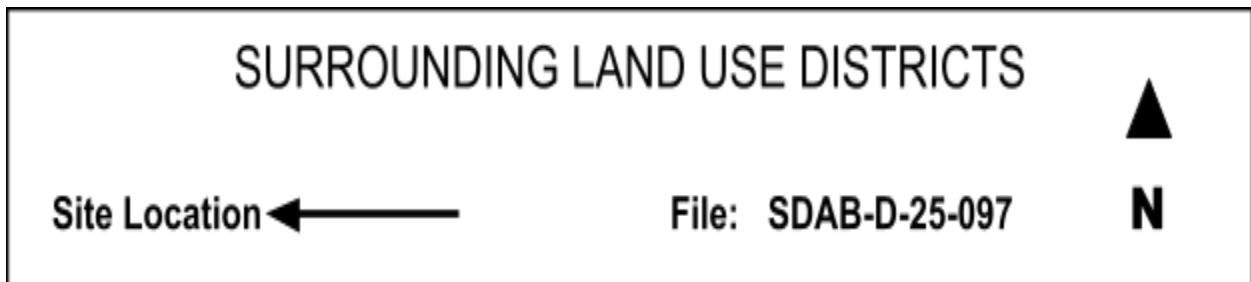 SURROUNDING LAND USE DISTRICTS
Site Location
File: SDAB-D-25-097
N